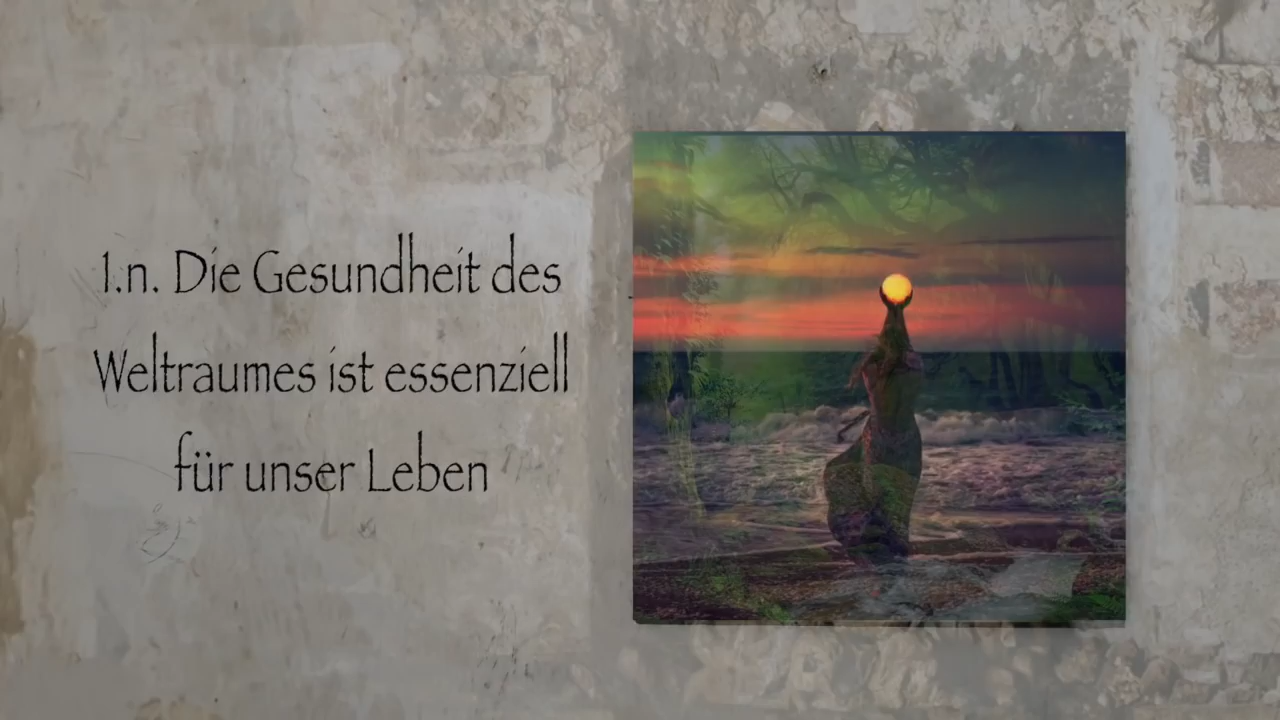 1.n. Die Gesundheit des
Weltraumes ist essenziell
für unser Leben